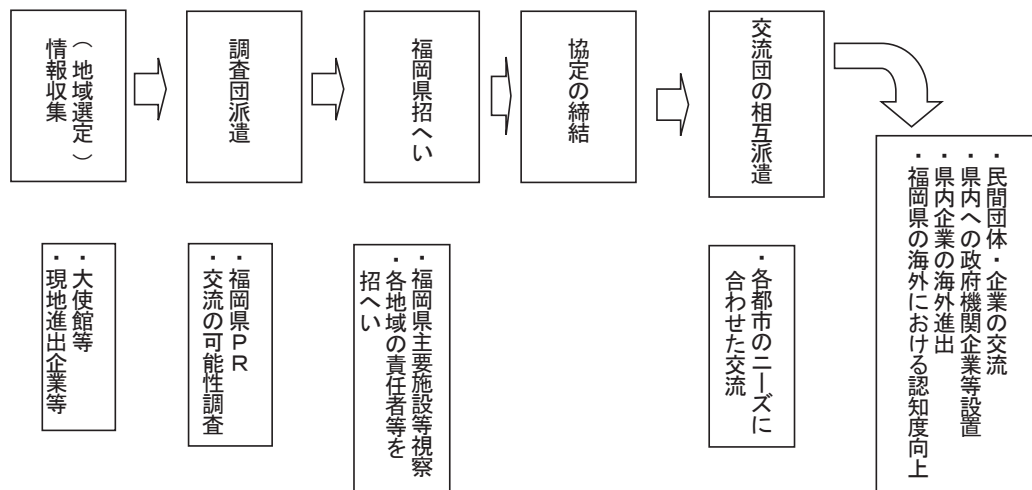 情報収集
（地域選定）
調査団派遣
福岡県招へい
協定の締結
交流団の相互派遣
・民間団体・企業の交流
・県内への政府機関企業等設置
・県内企業の海外進出
・福岡県の海外における認知度向上
・大使館等
・現地進出企業等
・福岡県ＰＲ
・交流の可能性調査
・福岡県主要施設等視察
・各地域の責任者等を
招へい
・各都市のニーズに
合わせた交流